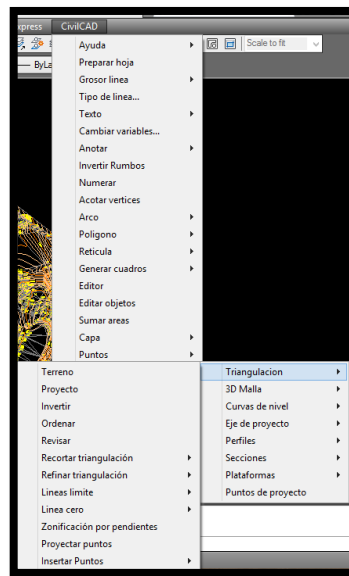 xpress CivilCAD
Scale to fit
ByLa
Ayuda
Preparar hoja
Grosor linea
Tipo de linea...
Texto
Cambiar variables...
Anotar
Invertir Rumbos
Numerar
Acotar vertices
Arco
Poligono
Reticula
Generar cuadros
Editor
Editar objetos
Sumar areas
Capa
Puntos
Terreno
Proyecto
Invertir
Ordenar
Revisar
Recortar triangulación
Refinar triangulación
Lineas limite
Linea cero
Zonificación por pendientes
Proyectar puntos
Insertar Puntos
Triangulacion
3D Malla
Curvas de nivel
Eje de proyecto
Perfiles
Secciones
Plataformas
Puntos de proyecto